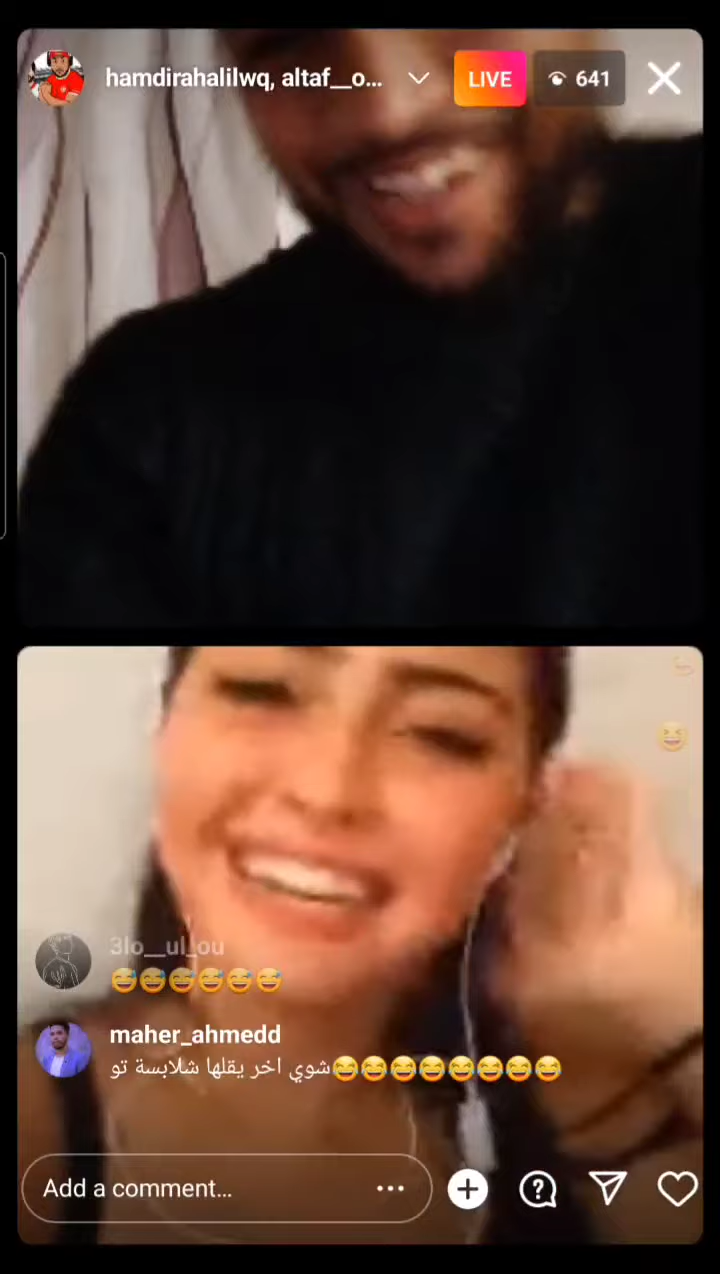 hamdirahalilwq, altaf__o...
LIVE
641
3lo__ul_ou
😅😅😅😅😅😅
maher_ahmedd
شوي اخر يقلها شلابسة تو😂😂😂😂😂😂😂😂
Add a comment...